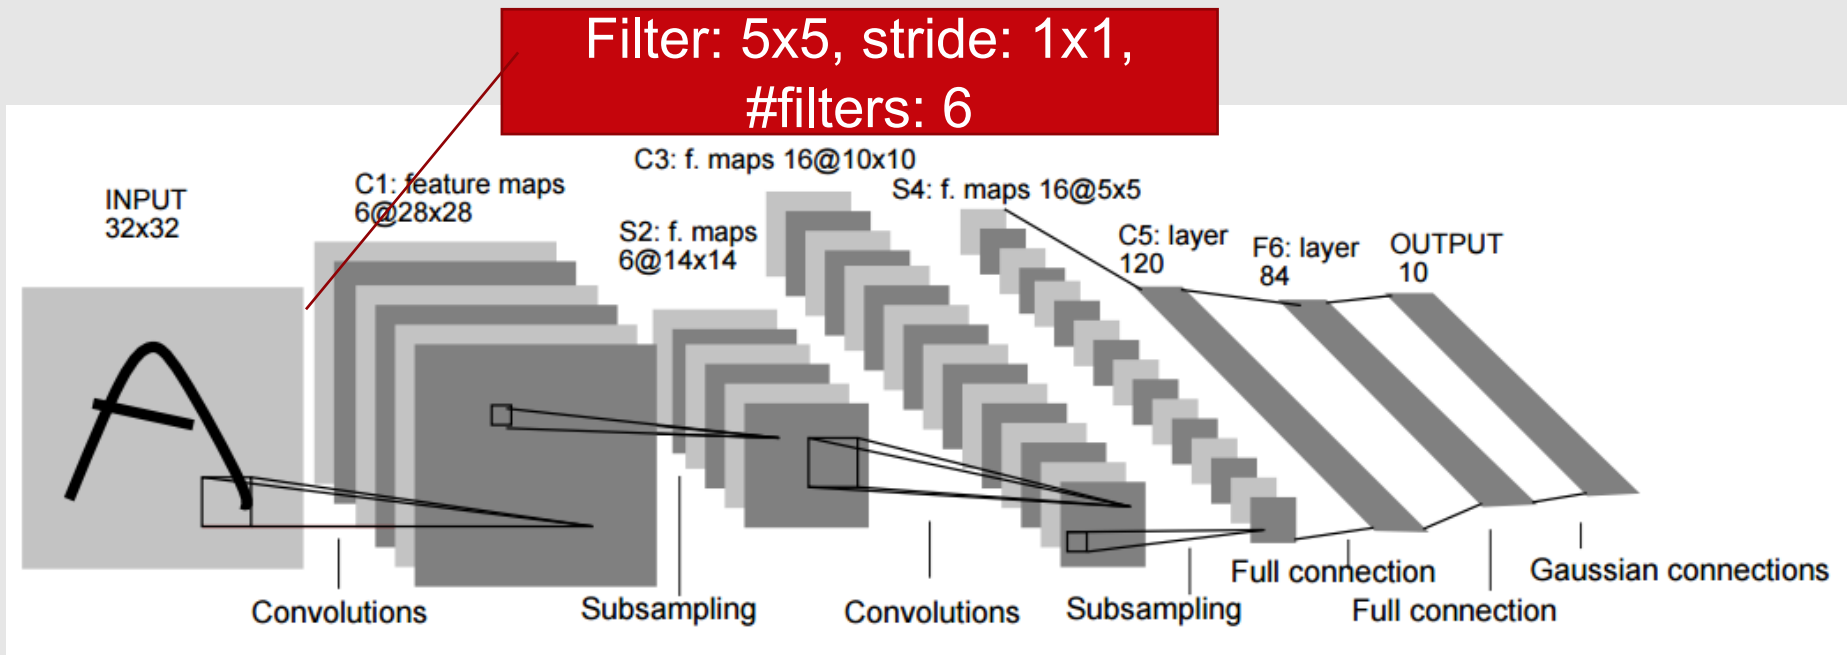 Filter: 5x5, stride: 1x1,
#filters: 6
INPUT
32x32
C1: feature maps
6@28x28
S2: f. maps
6@14x14
C3: f. maps 16@10x10
S4: f. maps 16@5x5
C5: layer
120
F6: layer
84
OUTPUT
10
A
Convolutions
Subsampling
Convolutions
Subsampling
Full connection
Full connection
Gaussian connections